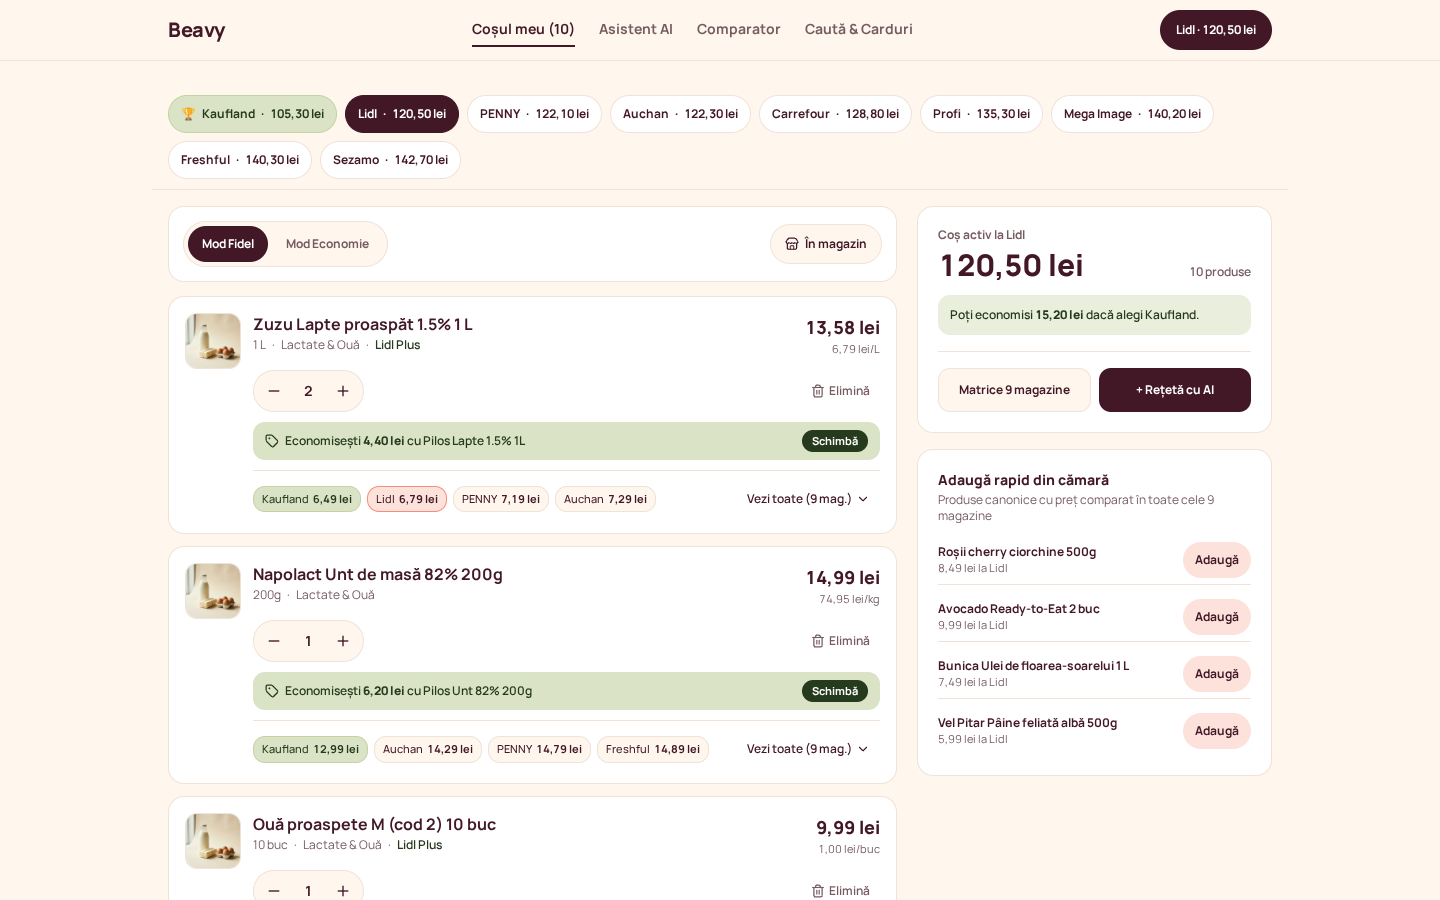 Beavy
Coșul meu (10)
Asistent AI
Comparator
Caută & Carduri
Lidl · 120,50 lei
🏆 Kaufland · 105,30 lei
Lidl · 120,50 lei
PENNY · 122,10 lei
Auchan · 122,30 lei
Carrefour · 128,80 lei
Profi · 135,30 lei
Mega Image · 140,20 lei
Freshful · 140,30 lei
Sezamo · 142,70 lei
Mod Fidel
Mod Economie
În magazin
Zuzu Lapte proaspăt 1.5% 1 L
13,58 lei
1 L · Lactate & Ouă · Lidl Plus
6,79 lei/L
2
Elimină
Economisești 4,40 lei cu Pilos Lapte 1.5% 1L
Schimbă
Kaufland 6,49 lei
Lidl 6,79 lei
PENNY 7,19 lei
Auchan 7,29 lei
Vezi toate (9 mag.)
Napolact Unt de masă 82% 200g
14,99 lei
200g · Lactate & Ouă
74,95 lei/kg
1
Elimină
Economisești 6,20 lei cu Pilos Unt 82% 200g
Schimbă
Kaufland 12,99 lei
Auchan 14,29 lei
PENNY 14,79 lei
Freshful 14,89 lei
Vezi toate (9 mag.)
Ouă proaspete M (cod 2) 10 buc
9,99 lei
10 buc · Lactate & Ouă · Lidl Plus
1,00 lei/buc
1
Elimină
Coș activ la Lidl
120,50 lei
10 produse
Poți economisi 15,20 lei dacă alegi Kaufland.
Matrice 9 magazine
+ Rețetă cu AI
Adaugă rapid din cămară
Produse canonice cu preț comparat în toate cele 9
magazine
Roșii cherry ciorchine 500g
8,49 lei la Lidl
Adaugă
Avocado Ready-to-Eat 2 buc
9,99 lei la Lidl
Adaugă
Bunica Ulei de floarea-soarelui 1 L
7,49 lei la Lidl
Adaugă
Vel Pitar Pâine feliată albă 500g
5,99 lei la Lidl
Adaugă